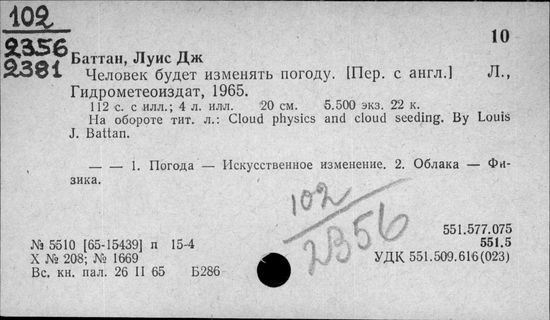 102
2356
2381
10
Баттан, Луис Дж
Человек будет изменять погоду. [Пер. с англ.] Л.,
Гидрометеоиздат, 1965.
112 с. с илл.; 4 л. илл. 20 см. 5.500 экз. 22 к.
На обороте тит. л.: Cloud physics and cloud seeding. By Louis
J. Battan.
— — 1. Погода — Искусственное изменение. 2. Облака — Фи-
зика.
102
2356
№ 5510 [65-15439] п 15-4
Х № 208; № 1669
Вс. кн. пал. 26 II 65 Б286
551.577.075
551.5
УДК 551.509.616(023)